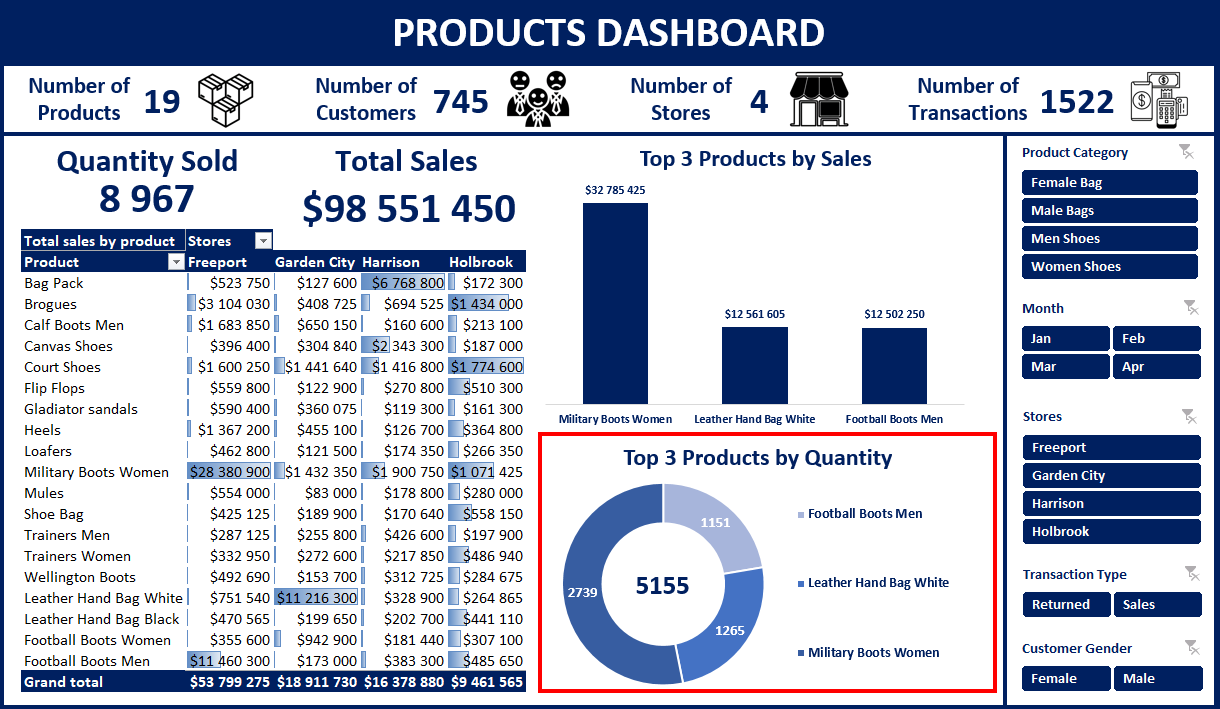 PRODUCTS DASHBOARD
Number of Products 19
Number of Customers 745
Number of Stores 4
Number of Transactions 1522
Quantity Sold
8 967
Total Sales
$98 551 450
Total sales by product Stores
Product Freeport Garden City Harrison Holbrook
Bag Pack $523 750 $127 600 $6 768 800 $172 300
Brogues $3 104 030 $408 725 $694 525 $1 434 000
Calf Boots Men $1 683 850 $650 150 $160 600 $213 100
Canvas Shoes $396 400 $304 840 $2 343 300 $187 000
Court Shoes $1 600 250 $1 441 640 $1 416 800 $1 774 600
Flip Flops $559 800 $122 900 $270 800 $510 300
Gladiator sandals $590 400 $360 075 $119 300 $161 300
Heels $1 367 200 $455 100 $126 700 $364 800
Loafers $462 800 $121 500 $174 350 $266 350
Military Boots Women $28 380 900 $1 432 350 $1 900 750 $1 071 425
Mules $554 000 $83 000 $178 800 $280 000
Shoe Bag $425 125 $189 900 $170 640 $558 150
Trainers Men $287 125 $255 800 $426 600 $197 900
Trainers Women $332 950 $272 600 $217 850 $486 940
Wellington Boots $492 690 $153 700 $312 725 $284 675
Leather Hand Bag White $751 540 $11 216 300 $328 900 $264 865
Leather Hand Bag Black $470 565 $199 650 $202 700 $441 110
Football Boots Women $355 600 $942 900 $181 440 $307 100
Football Boots Men $11 460 300 $173 000 $383 300 $485 650
Grand total $53 799 275 $18 911 730 $16 378 880 $9 461 565
Top 3 Products by Sales
$32 785 425
$12 561 605 $12 502 250
Military Boots Women Leather Hand Bag White Football Boots Men
Top 3 Products by Quantity
1151
2739
5155
1265
Football Boots Men
Leather Hand Bag White
Military Boots Women
Product Category
Female Bag
Male Bags
Men Shoes
Women Shoes
Month
Jan Feb
Mar Apr
Stores
Freeport
Garden City
Harrison
Holbrook
Transaction Type
Returned Sales
Customer Gender
Female Male